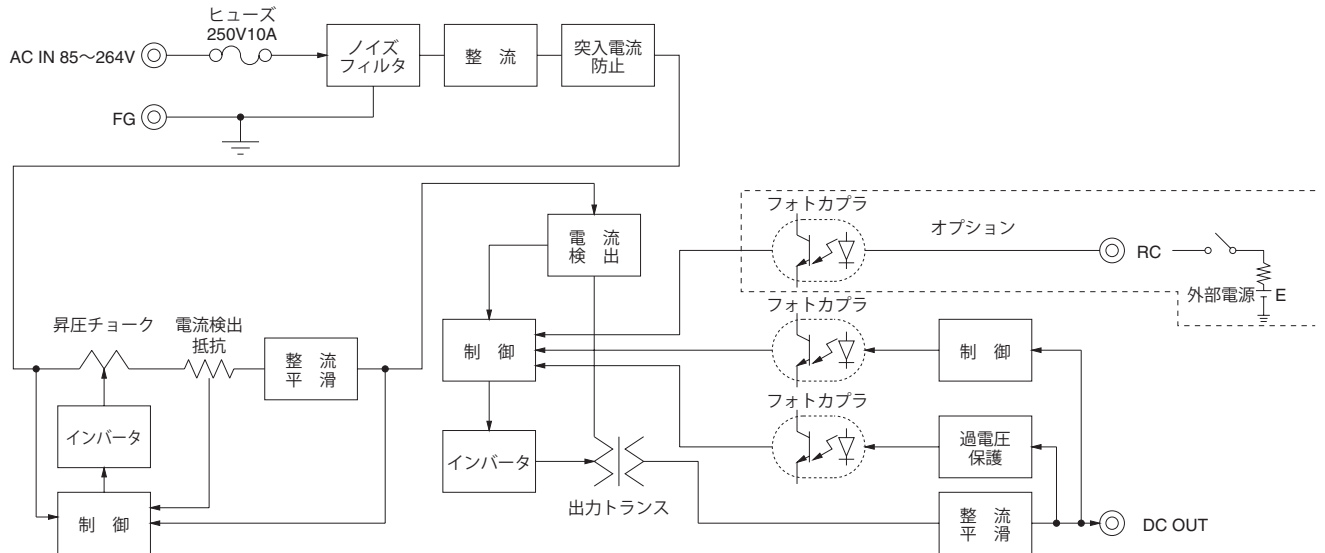 ヒューズ
250V10A
AC IN 85～264V
ノイズ
フィルタ
整 流
突入電流
防止
FG
フォトカプラ
オプション
電 流
検 出
RC
外部電源
E
昇圧チョーク
電流検出
抵抗
フォトカプラ
整 流
平 滑
制 御
制 御
フォトカプラ
インバータ
インバータ
過電圧
保護
出力トランス
制 御
整 流
平 滑
DC OUT